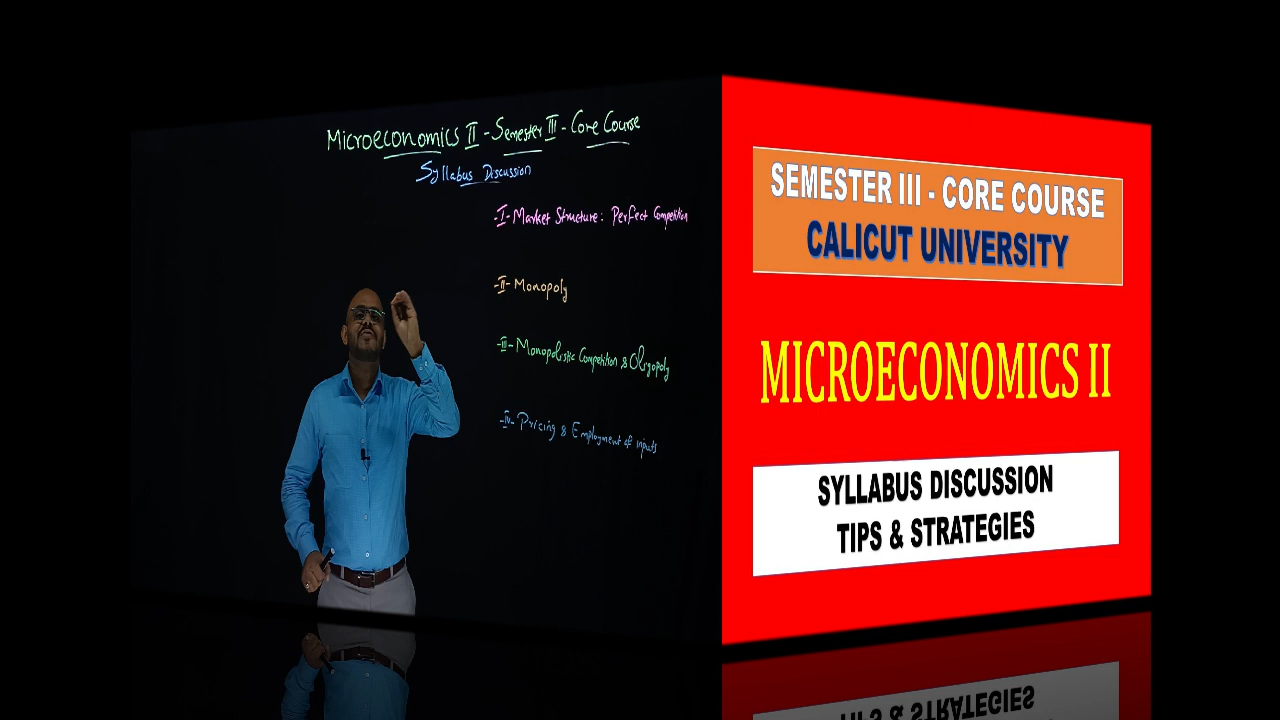 Microeconomics II - Semester III - Core Course
Syllabus Discussion
-I- Market Structure: Perfect Competition
-II- Monopoly
-III- Monopolistic Competition & Oligopoly
-IV- Pricing & Employment of inputs
SEMESTER III - CORE COURSE
CALICUT UNIVERSITY
MICROECONOMICS II
SYLLABUS DISCUSSION
TIPS & STRATEGIES